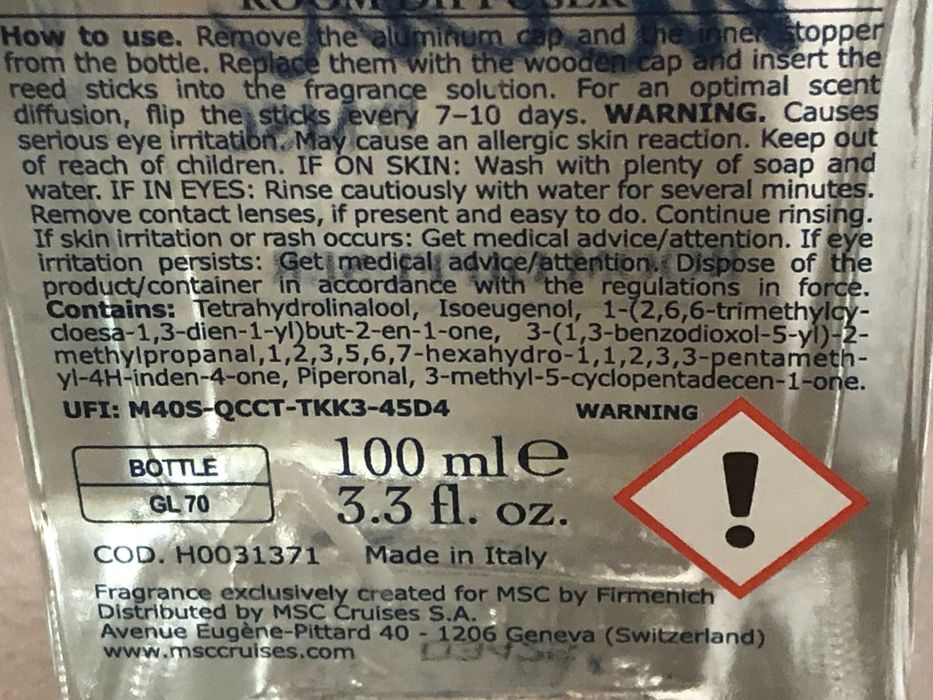 ROOM DIFFUSER
How to use. Remove the aluminum cap and the inner stopper
from the bottle. Replace them with the wooden cap and insert the
reed sticks into the fragrance solution. For an optimal scent
diffusion, flip the sticks every 7–10 days. WARNING. Causes
serious eye irritation. May cause an allergic skin reaction. Keep out
of reach of children. IF ON SKIN: Wash with plenty of soap and
water. IF IN EYES: Rinse cautiously with water for several minutes.
Remove contact lenses, if present and easy to do. Continue rinsing.
If skin irritation or rash occurs: Get medical advice/attention. If eye
irritation persists: Get medical advice/attention. Dispose of the
product/container in accordance with the regulations in force.
Contains: Tetrahydrolinalool, Isoeugenol, 1-(2,6,6-trimethylcy-
cloesa-1,3-dien-1-yl)but-2-en-1-one, 3-(1,3-benzodioxol-5-yl)-2-
methylpropanal,1,2,3,5,6,7-hexahydro-1,1,2,3,3-pentameth-
yl-4H-inden-4-one, Piperonal, 3-methyl-5-cyclopentadecen-1-one.
UFI: M40S-QCCT-TKK3-45D4 WARNING
BOTTLE
GL 70
100 ml e
3.3 fl. oz.
COD. H0031371 Made in Italy
Fragrance exclusively created for MSC by Firmenich
Distributed by MSC Cruises S.A.
Avenue Eugène-Pittard 40 - 1206 Geneva (Switzerland)
www.msccruises.com